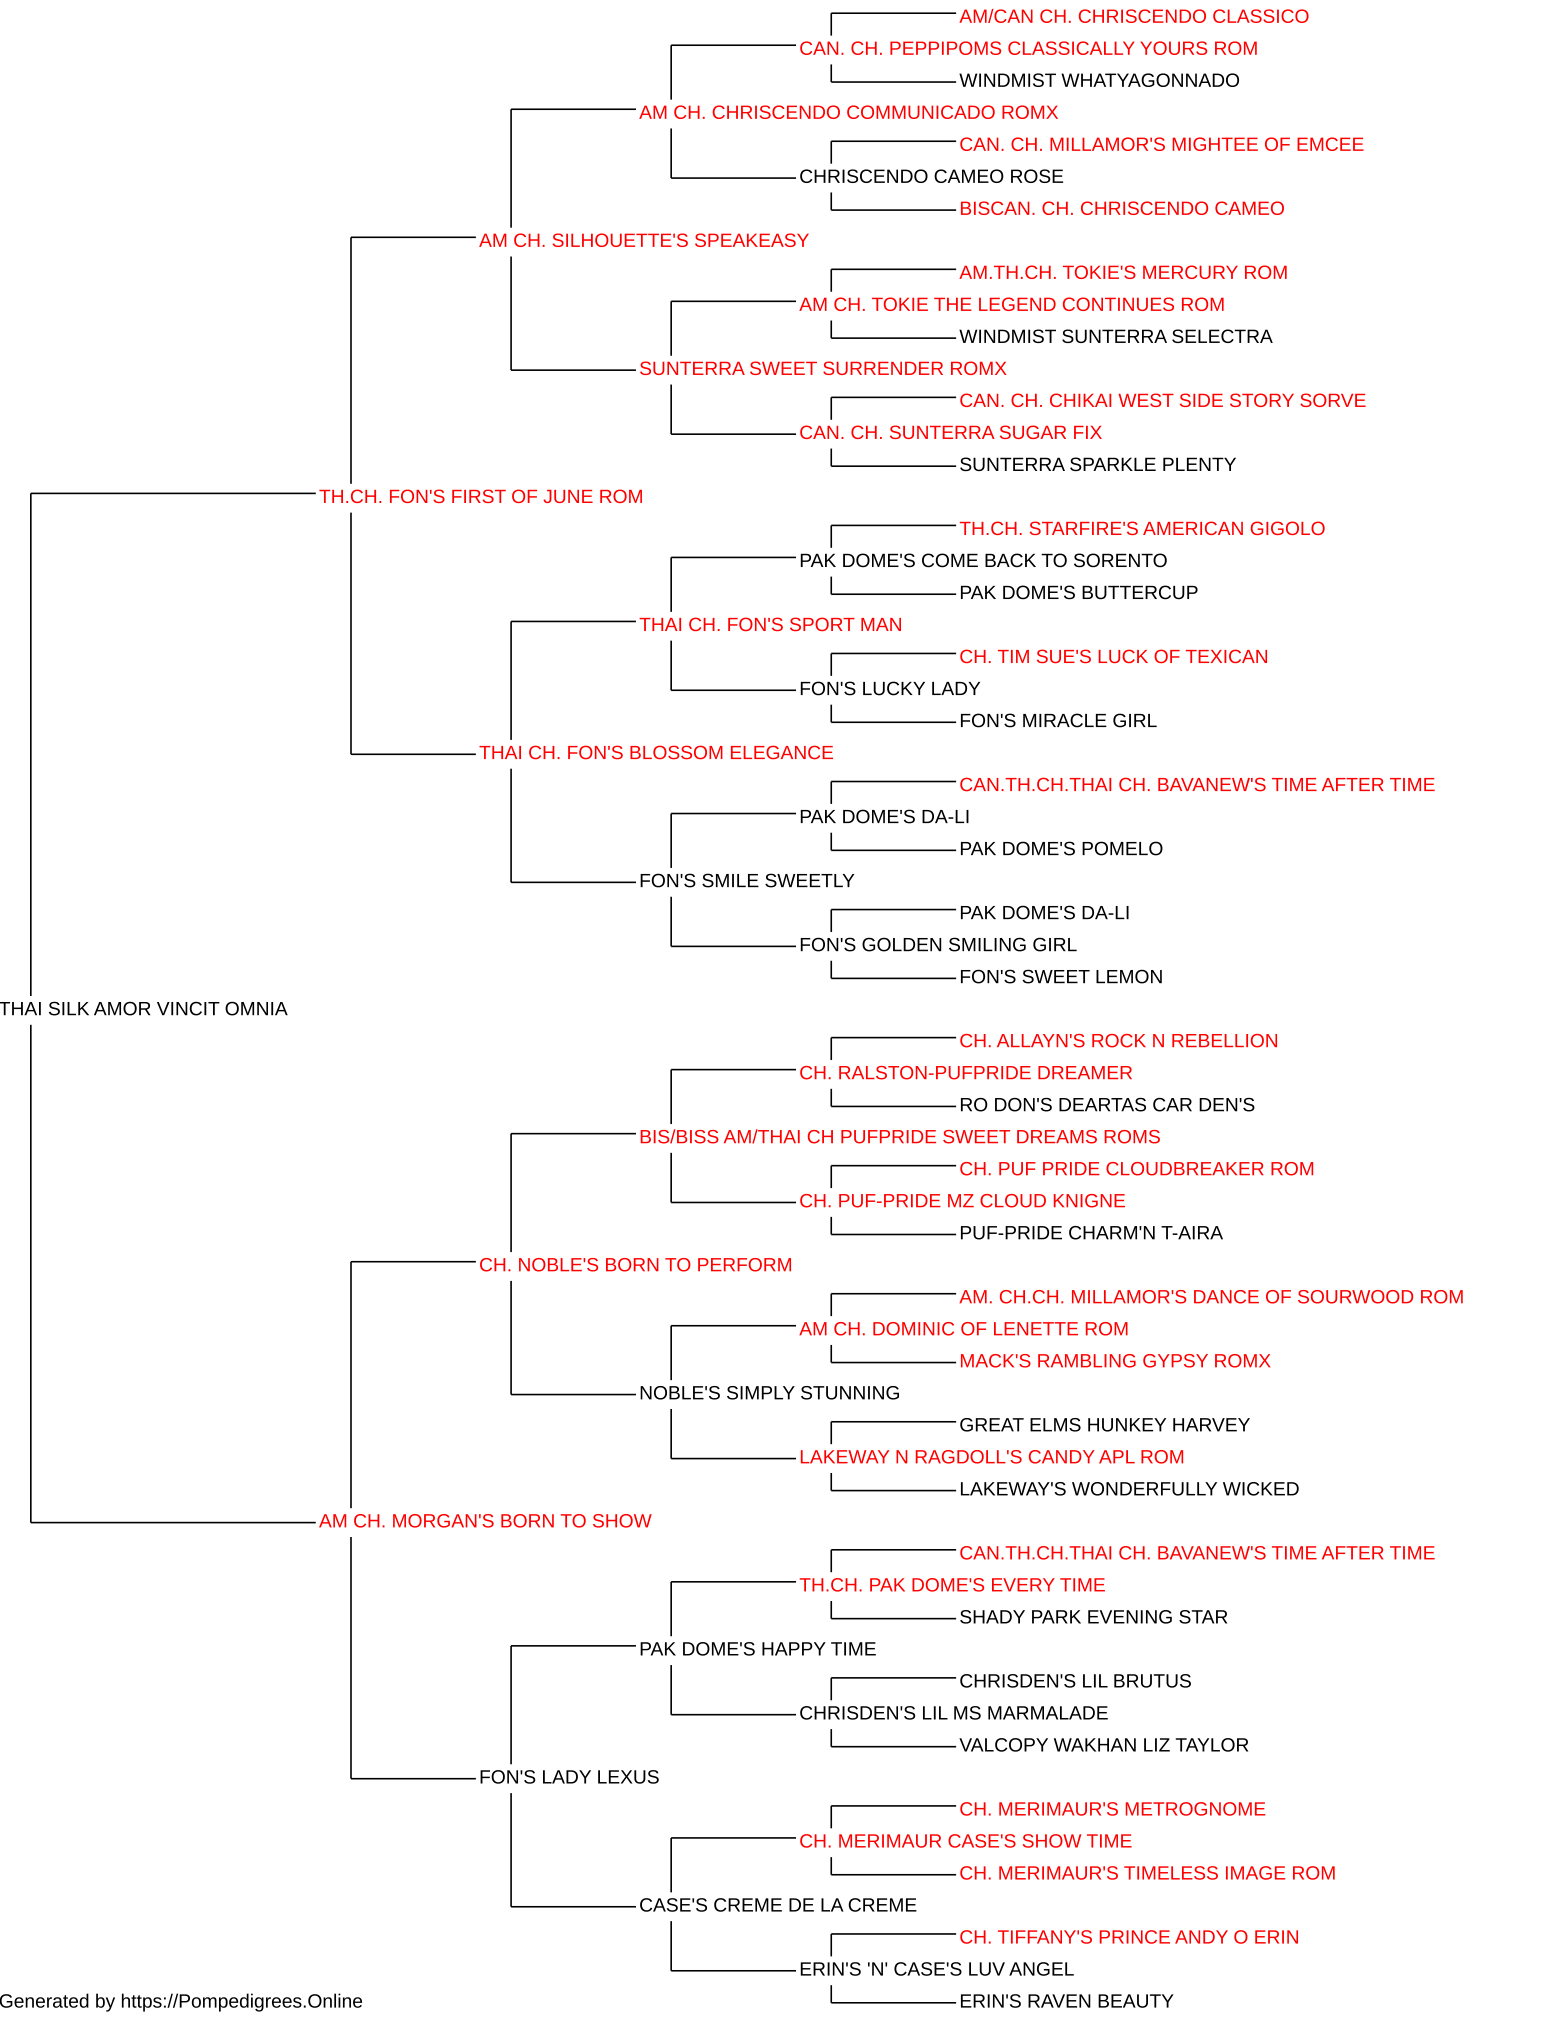 AM/CAN CH. CHRISCENDO CLASSICO
CAN. CH. PEPPIPOMS CLASSICALLY YOURS ROM
WINDMIST WHATYAGONNADO
AM CH. CHRISCENDO COMMUNICADO ROMX
CAN. CH. MILLAMOR'S MIGHTEE OF EMCEE
CHRISCENDO CAMEO ROSE
BISCAN. CH. CHRISCENDO CAMEO
AM CH. SILHOUETTE'S SPEAKEASY
AM.TH.CH. TOKIE'S MERCURY ROM
AM CH. TOKIE THE LEGEND CONTINUES ROM
WINDMIST SUNTERRA SELECTRA
SUNTERRA SWEET SURRENDER ROMX
CAN. CH. CHIKAI WEST SIDE STORY SORVE
CAN. CH. SUNTERRA SUGAR FIX
SUNTERRA SPARKLE PLENTY
TH.CH. FON'S FIRST OF JUNE ROM
TH.CH. STARFIRE'S AMERICAN GIGOLO
PAK DOME'S COME BACK TO SORENTO
PAK DOME'S BUTTERCUP
THAI CH. FON'S SPORT MAN
CH. TIM SUE'S LUCK OF TEXICAN
FON'S LUCKY LADY
FON'S MIRACLE GIRL
THAI CH. FON'S BLOSSOM ELEGANCE
CAN.TH.CH.THAI CH. BAVANEW'S TIME AFTER TIME
PAK DOME'S DA-LI
PAK DOME'S POMELO
FON'S SMILE SWEETLY
PAK DOME'S DA-LI
FON'S GOLDEN SMILING GIRL
FON'S SWEET LEMON
THAI SILK AMOR VINCIT OMNIA
CH. ALLAYN'S ROCK N REBELLION
CH. RALSTON-PUFPRIDE DREAMER
RO DON'S DEARTAS CAR DEN'S
BIS/BISS AM/THAI CH PUFPRIDE SWEET DREAMS ROMS
CH. PUF PRIDE CLOUDBREAKER ROM
CH. PUF-PRIDE MZ CLOUD KNIGNE
PUF-PRIDE CHARM'N T-AIRA
CH. NOBLE'S BORN TO PERFORM
AM. CH.CH. MILLAMOR'S DANCE OF SOURWOOD ROM
AM CH. DOMINIC OF LENETTE ROM
MACK'S RAMBLING GYPSY ROMX
NOBLE'S SIMPLY STUNNING
GREAT ELMS HUNKEY HARVEY
LAKEWAY N RAGDOLL'S CANDY APL ROM
LAKEWAY'S WONDERFULLY WICKED
AM CH. MORGAN'S BORN TO SHOW
CAN.TH.CH.THAI CH. BAVANEW'S TIME AFTER TIME
TH.CH. PAK DOME'S EVERY TIME
SHADY PARK EVENING STAR
PAK DOME'S HAPPY TIME
CHRISDEN'S LIL BRUTUS
CHRISDEN'S LIL MS MARMALADE
VALCOPY WAKHAN LIZ TAYLOR
FON'S LADY LEXUS
CH. MERIMAUR'S METROGNOME
CH. MERIMAUR CASE'S SHOW TIME
CH. MERIMAUR'S TIMELESS IMAGE ROM
CASE'S CREME DE LA CREME
CH. TIFFANY'S PRINCE ANDY O ERIN
ERIN'S 'N' CASE'S LUV ANGEL
ERIN'S RAVEN BEAUTY
Generated by https://Pompedigrees.Online